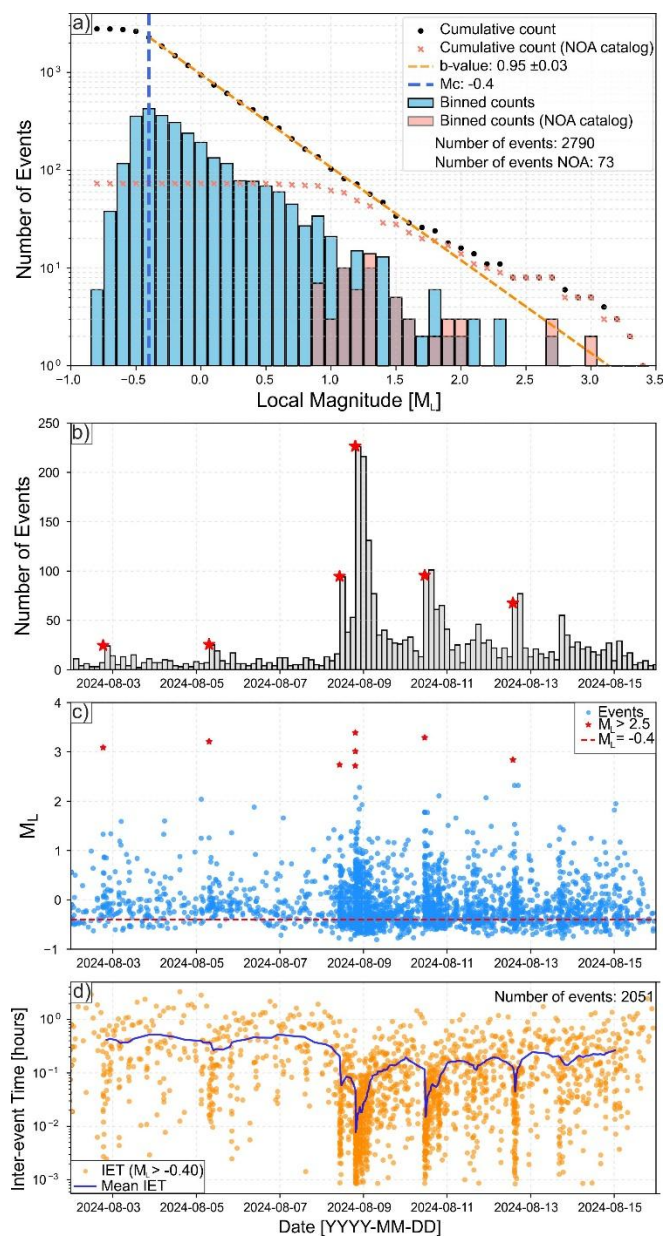 a)
Cumulative count
Cumulative count (NOA catalog)
b-value: 0.95 ±0.03
Mc: -0.4
Binned counts
Binned counts (NOA catalog)
Number of events: 2790
Number of events NOA: 73
Number of Events
10³
10²
10¹
10⁰
-1.0 -0.5 0.0 0.5 1.0 1.5 2.0 2.5 3.0 3.5
Local Magnitude [M_L]
b)
Number of Events
250
200
150
100
50
0
2024-08-03 2024-08-05 2024-08-07 2024-08-09 2024-08-11 2024-08-13 2024-08-15
c)
Events
M_L > 2.5
M_L = -0.4
M_L
4
3
2
1
0
−1
2024-08-03 2024-08-05 2024-08-07 2024-08-09 2024-08-11 2024-08-13 2024-08-15
d)
Number of events: 2051
Inter-event Time [hours]
10⁰
10⁻¹
10⁻²
10⁻³
IET (M_L > -0.40)
Mean IET
2024-08-03 2024-08-05 2024-08-07 2024-08-09 2024-08-11 2024-08-13 2024-08-15
Date [YYYY-MM-DD]